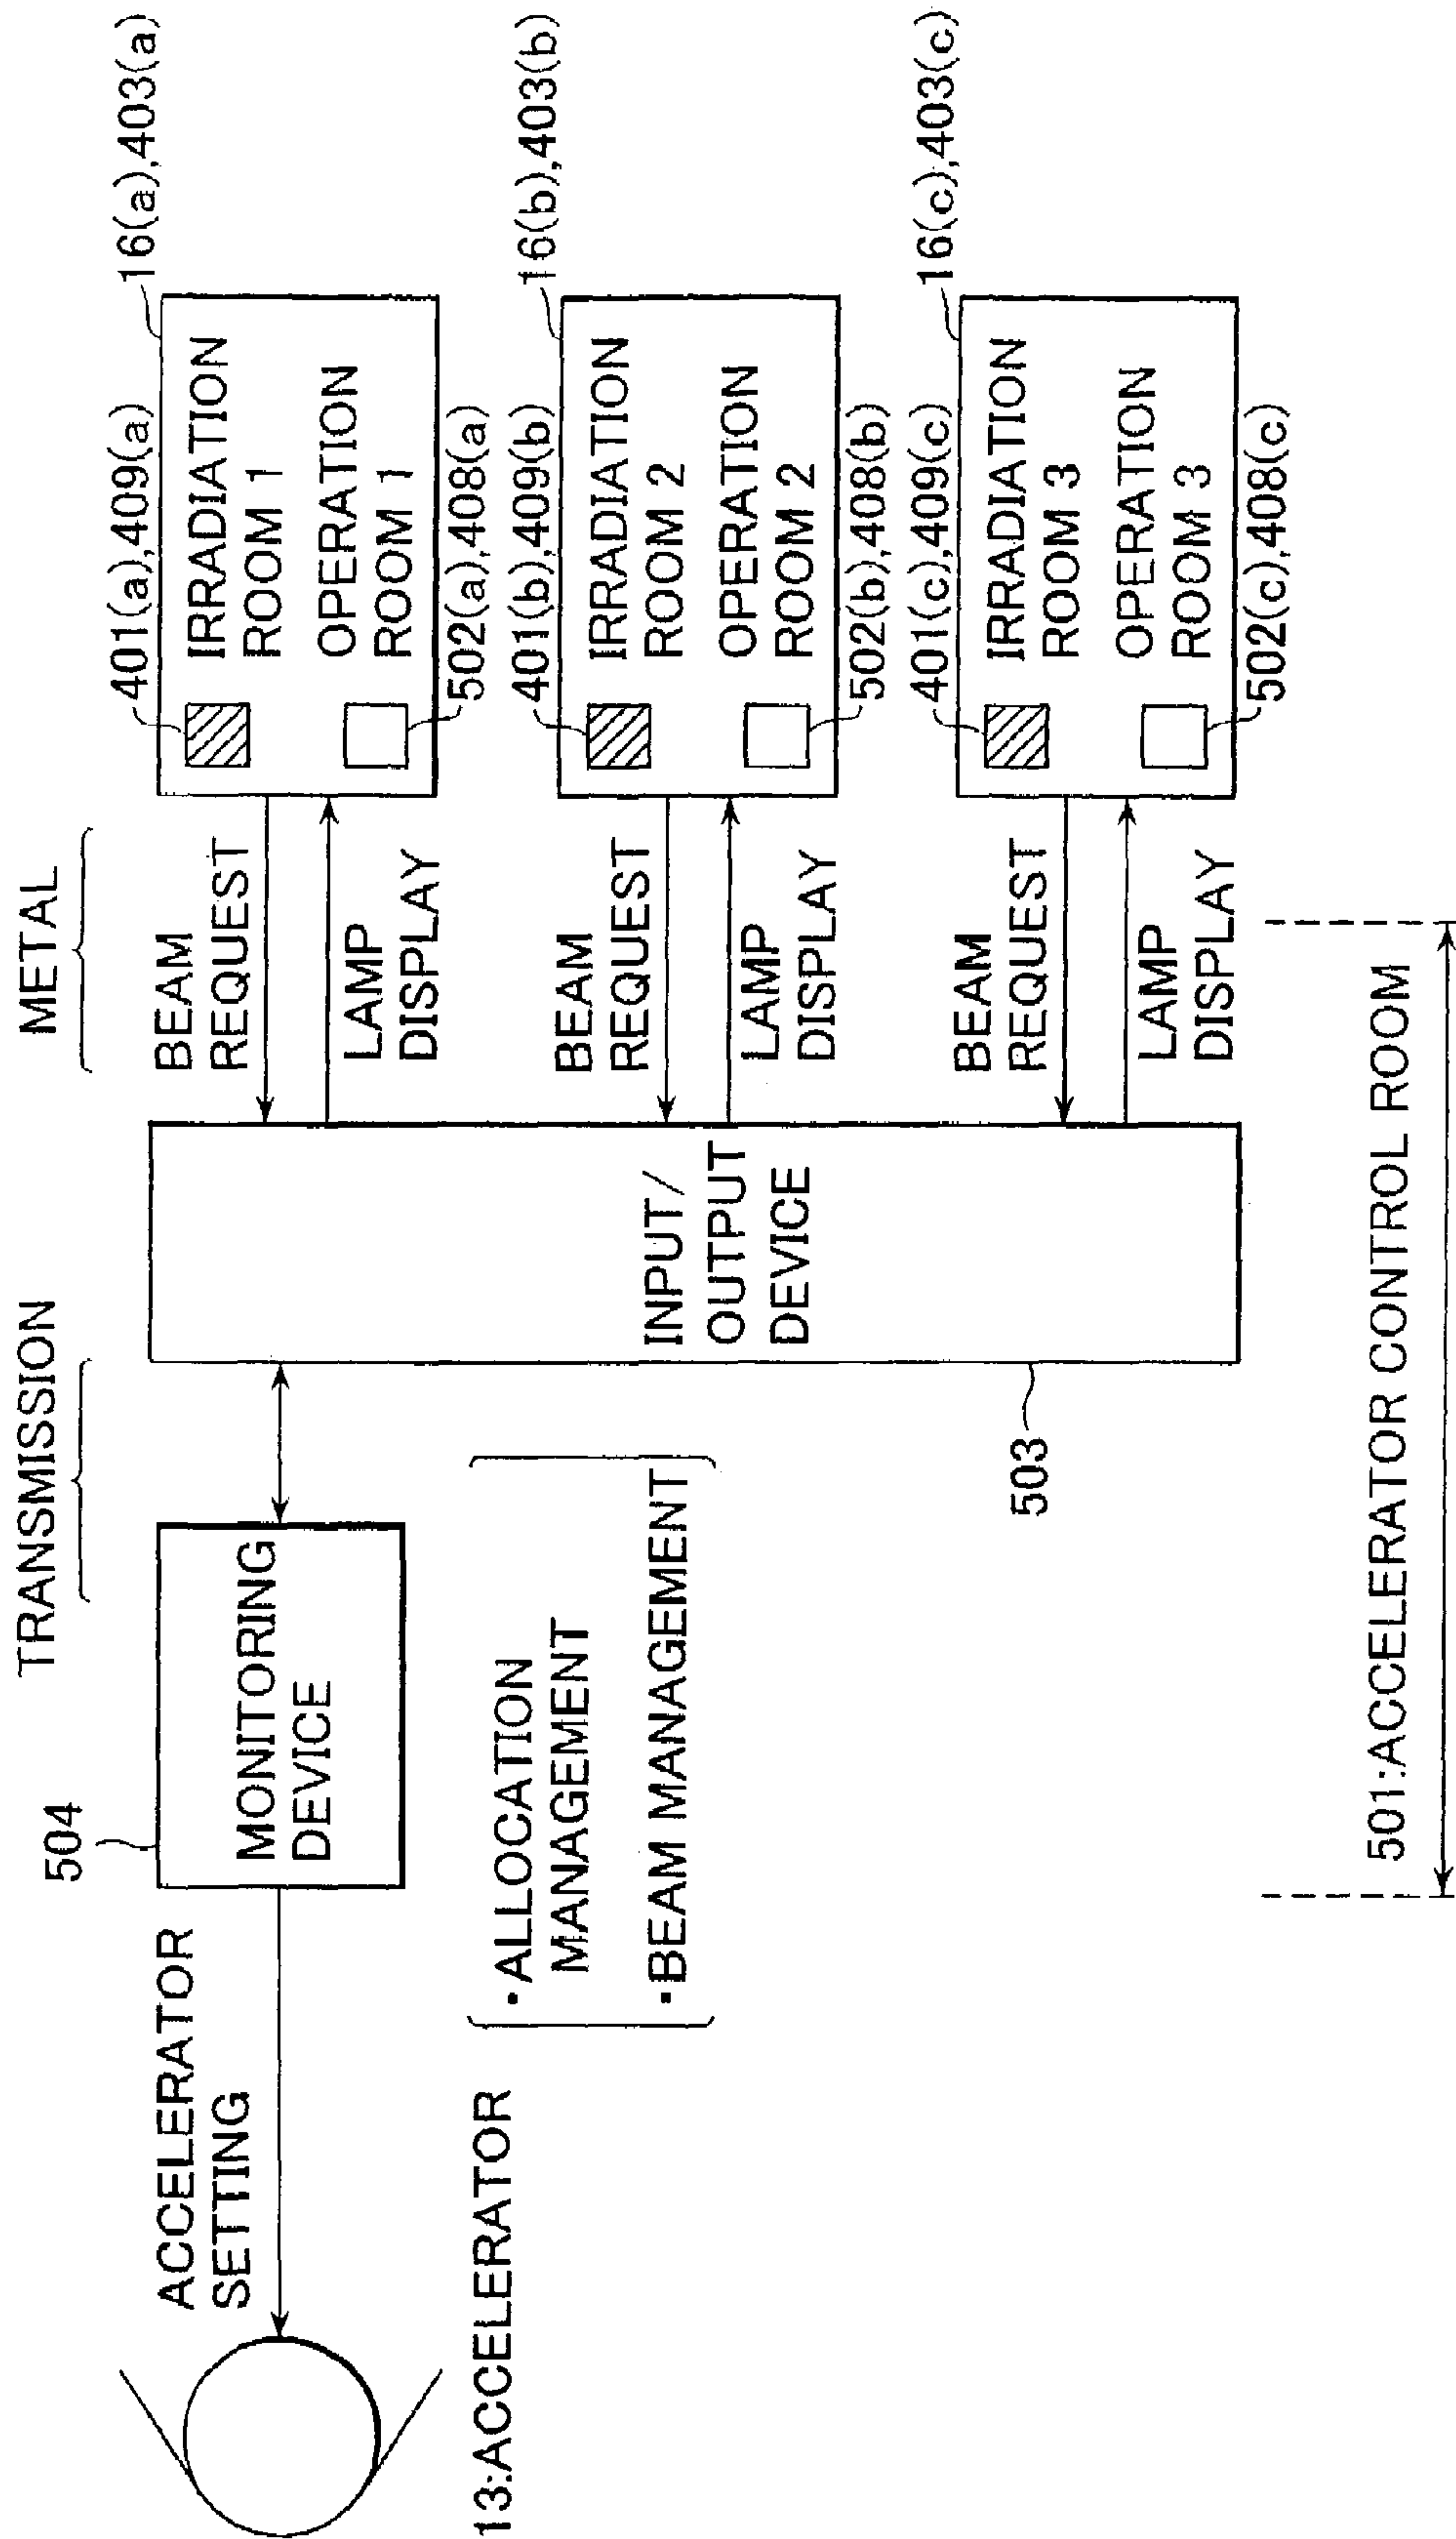 TRANSMISSION
METAL
504
ACCELERATOR
SETTING
MONITORING
DEVICE
13:ACCELERATOR
•ALLOCATION
MANAGEMENT
•BEAM MANAGEMENT
INPUT/
OUTPUT
DEVICE
503
BEAM
REQUEST
LAMP
DISPLAY
401(a),409(a)
16(a),403(a)
IRRADIATION
ROOM 1
OPERATION
ROOM 1
502(a),408(a)
BEAM
REQUEST
LAMP
DISPLAY
401(b),409(b)
16(b),403(b)
IRRADIATION
ROOM 2
OPERATION
ROOM 2
502(b),408(b)
BEAM
REQUEST
LAMP
DISPLAY
401(c),409(c)
16(c),403(c)
IRRADIATION
ROOM 3
OPERATION
ROOM 3
502(c),408(c)
501:ACCELERATOR CONTROL ROOM